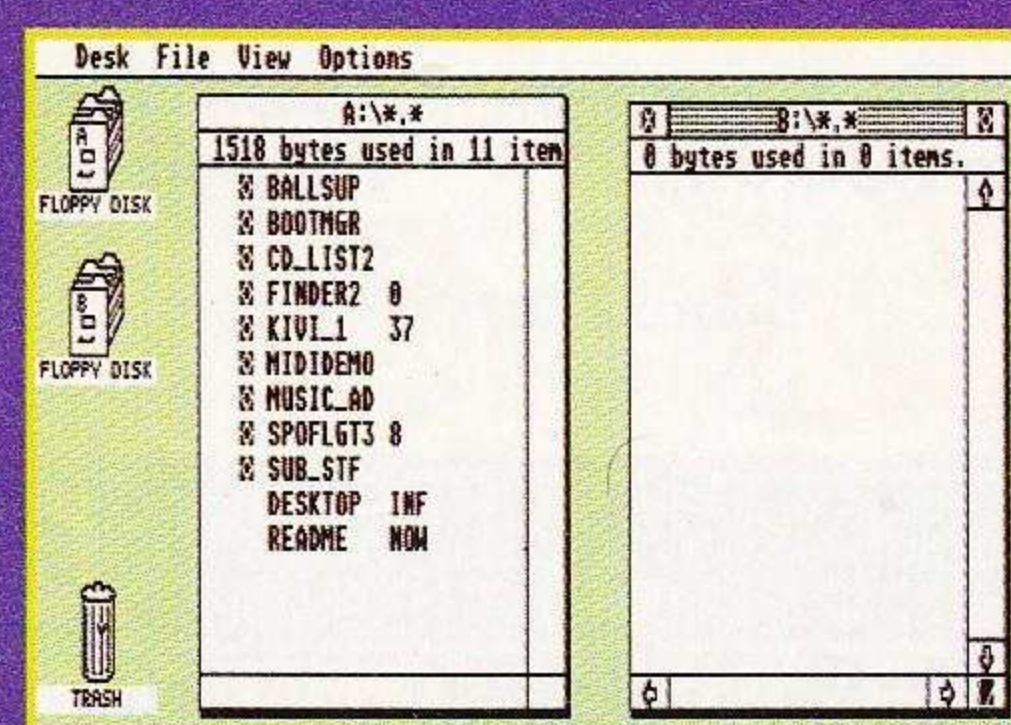 Desk File View Options
FLOPPY DISK
FLOPPY DISK
TRASH
A:\*.*
1518 bytes used in 11 item
BALLSUP
BOOTMGR
CD_LIST2
FINDER2 0
KIVI_1 37
MIDIDEMO
MUSIC_AD
SPOFLGT3 8
SUB_STF
DESKTOP INF
README NOW
B:\*.*
0 bytes used in 0 items.